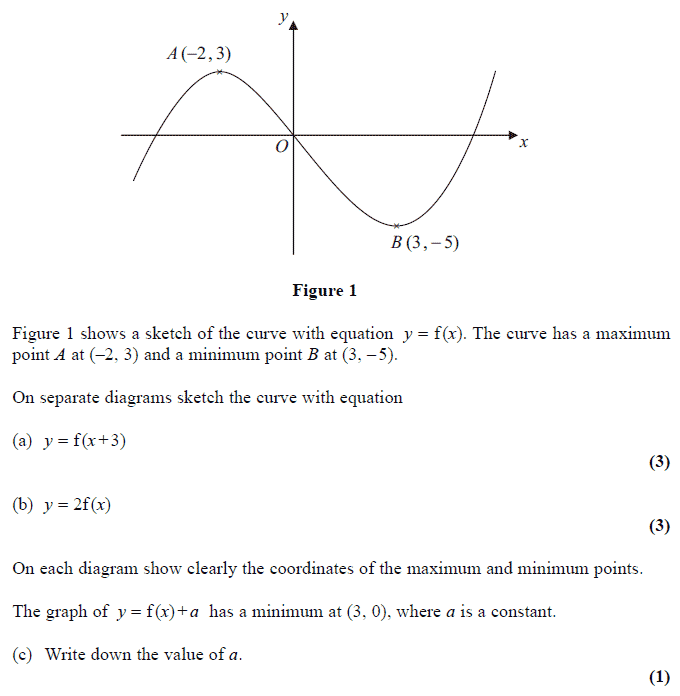 y
A (−2, 3)
O
x
B (3, −5)
Figure 1
Figure 1 shows a sketch of the curve with equation y = f(x). The curve has a maximum
point A at (−2, 3) and a minimum point B at (3, −5).
On separate diagrams sketch the curve with equation
(a) y = f(x+3)
(3)
(b) y = 2f(x)
(3)
On each diagram show clearly the coordinates of the maximum and minimum points.
The graph of y = f(x)+a has a minimum at (3, 0), where a is a constant.
(c) Write down the value of a.
(1)